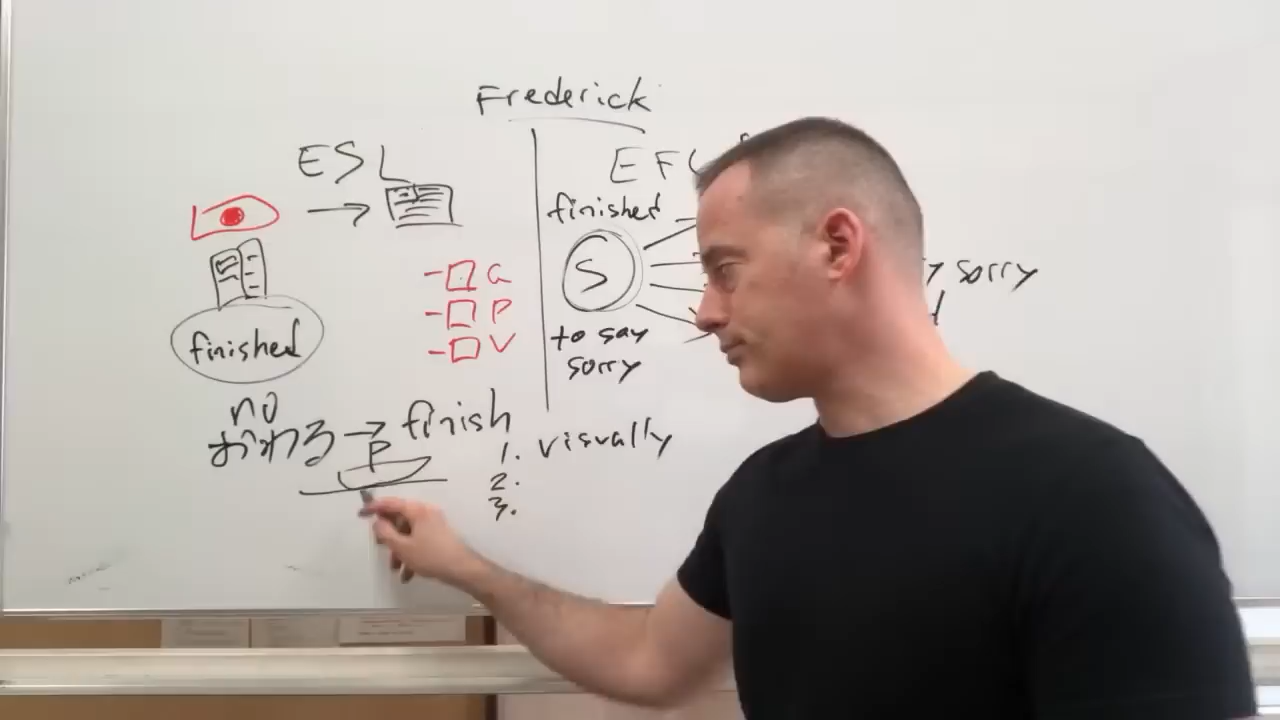 Frederick
ESL
G
P
V
finished
no
おわる → finish
P
EF
finished
S
to say
sorry
sorry
1. visually
2.
3.